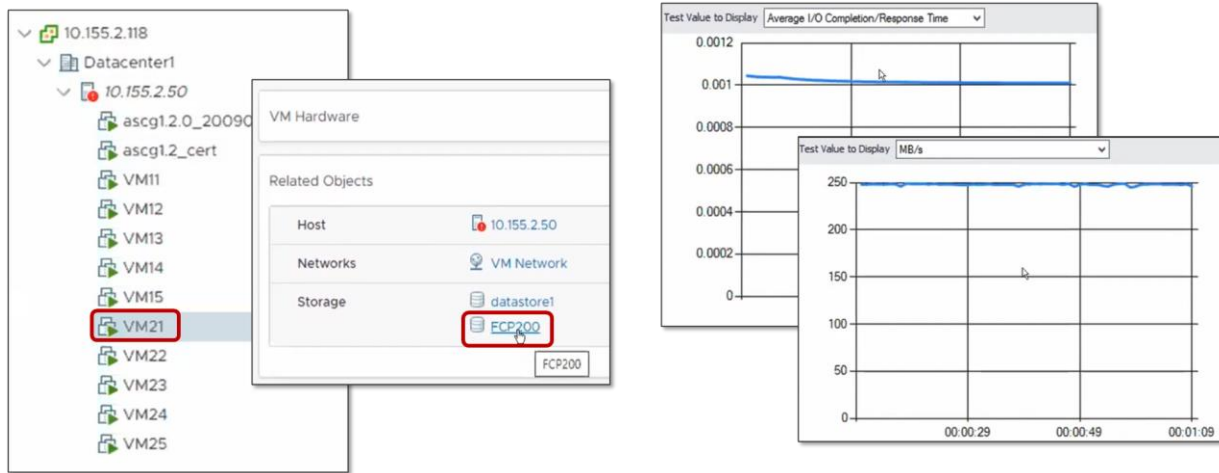 10.155.2.118
Datacenter1
10.155.2.50
ascg1.2.0_20090
ascg1.2_cert
VM11
VM12
VM13
VM14
VM15
VM21
VM22
VM23
VM24
VM25
VM Hardware
Related Objects
Host 10.155.2.50
Networks VM Network
Storage datastore1
FCP200
FCP200
Test Value to Display Average I/O Completion/Response Time
0.0012
0.001
0.0008
0.0006
0.0004
0.0002
0
Test Value to Display MB/s
250
200
150
100
50
0
00:00:29 00:00:49 00:01:09